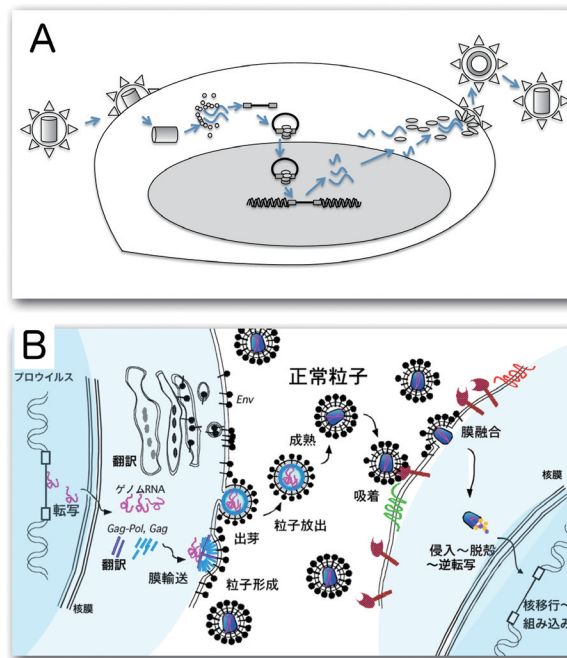 A
B
プロウイルス
転写
核膜
翻訳
ゲノムRNA
Gag-Pol, Gag
翻訳
膜輸送
Env
出芽
粒子形成
粒子放出
成熟
正常粒子
吸着
膜融合
侵入～脱殻
～逆転写
核膜
核移行～
組み込み